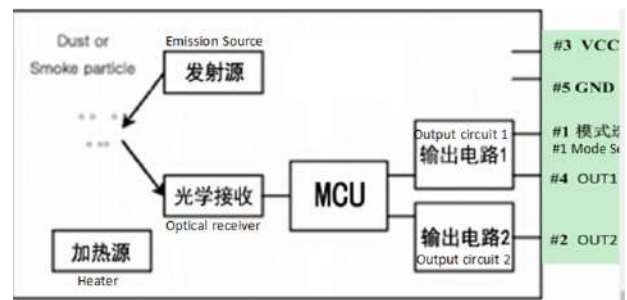 Dust or
Smoke particle
Emission Source
发射源
光学接收
Optical receiver
加热源
Heater
MCU
Output circuit 1
输出电路1
输出电路2
Output circuit 2
#3 VCC
#5 GND
#1 模式
#1 Mode
#4 OUT1
#2 OUT2